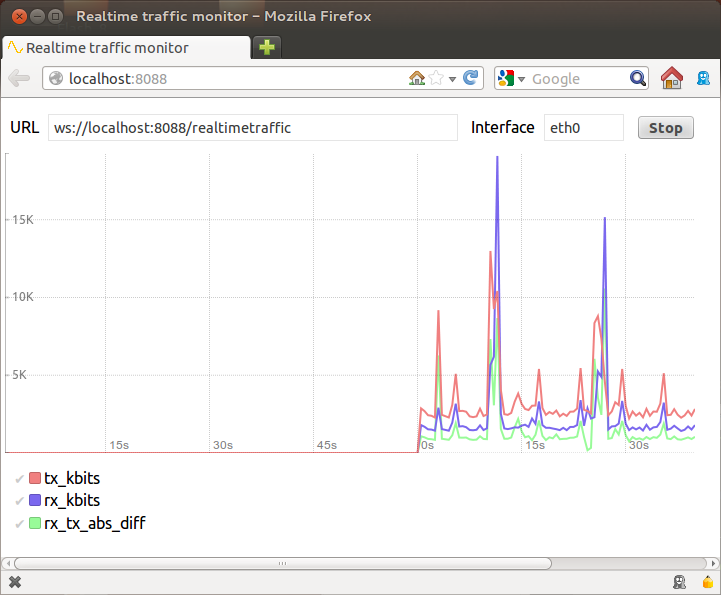 Realtime traffic monitor - Mozilla Firefox
Realtime traffic monitor
localhost:8088
Google
URL ws://localhost:8088/realtimetraffic Interface eth0 Stop
15K
10K
5K
15s 30s 45s 0s 15s 30s
tx_kbits
rx_kbits
rx_tx_abs_diff